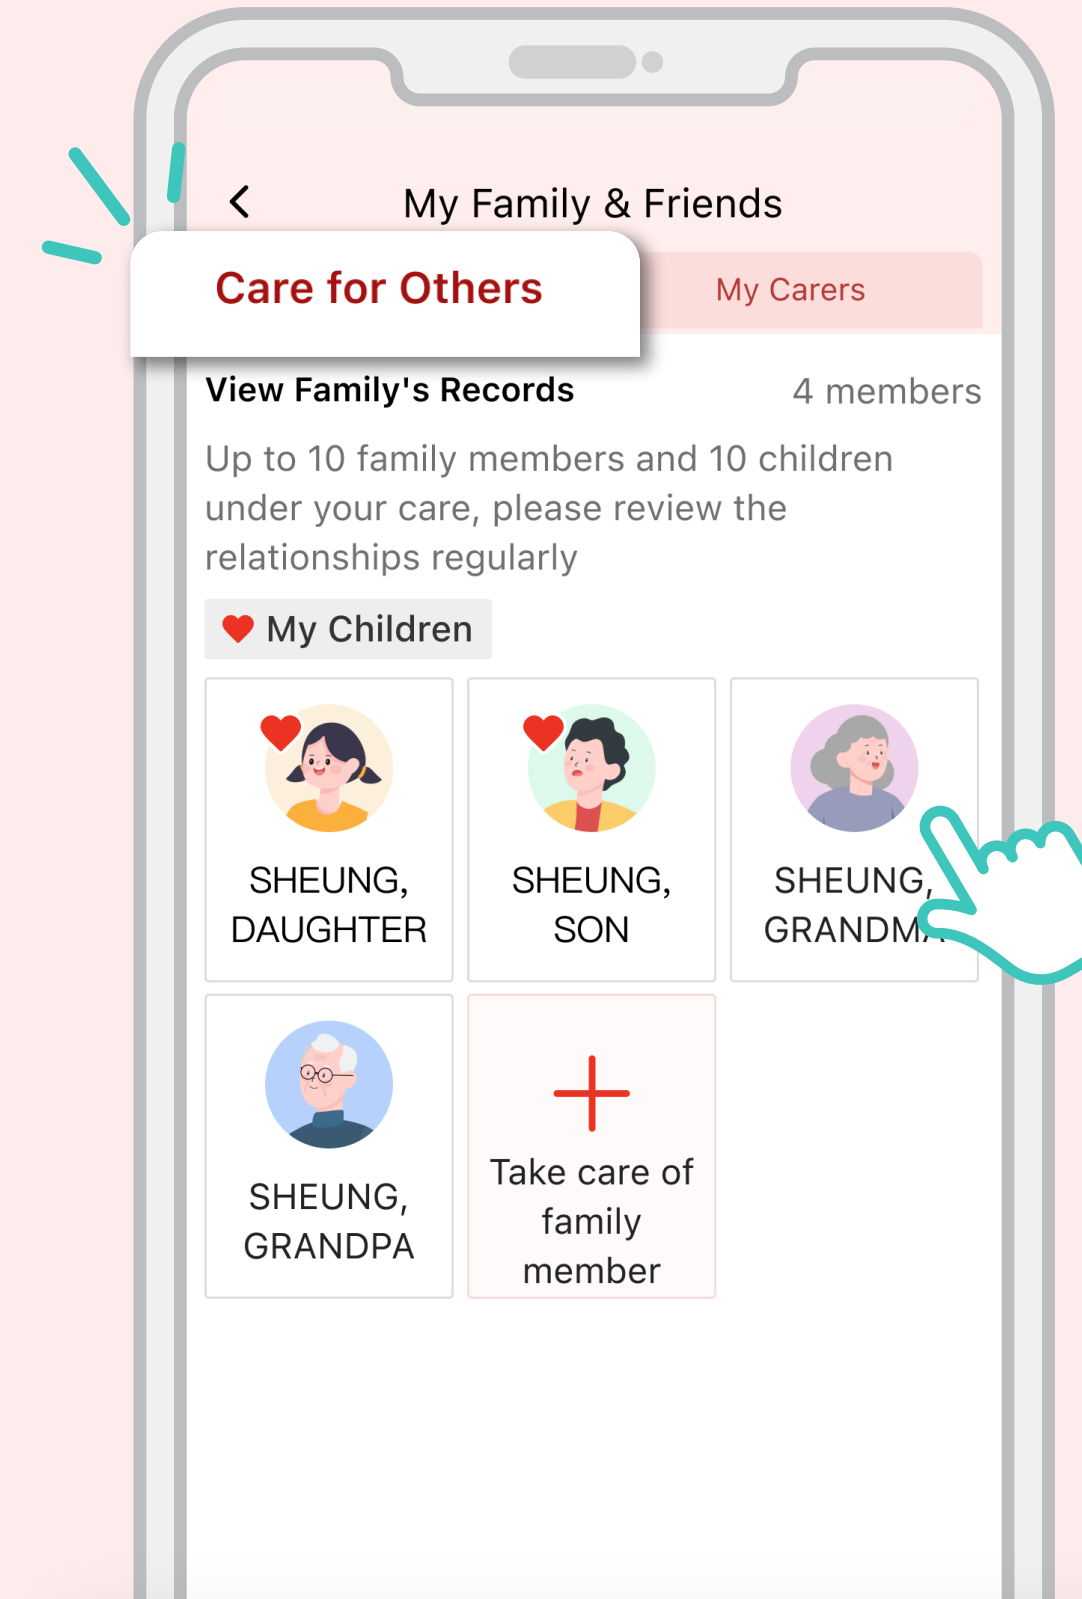 My Family & Friends
Care for Others
My Carers
View Family's Records
4 members
Up to 10 family members and 10 children
under your care, please review the
relationships regularly
My Children
SHEUNG,
DAUGHTER
SHEUNG,
SON
SHEUNG,
GRANDMA
SHEUNG,
GRANDPA
Take care of
family
member